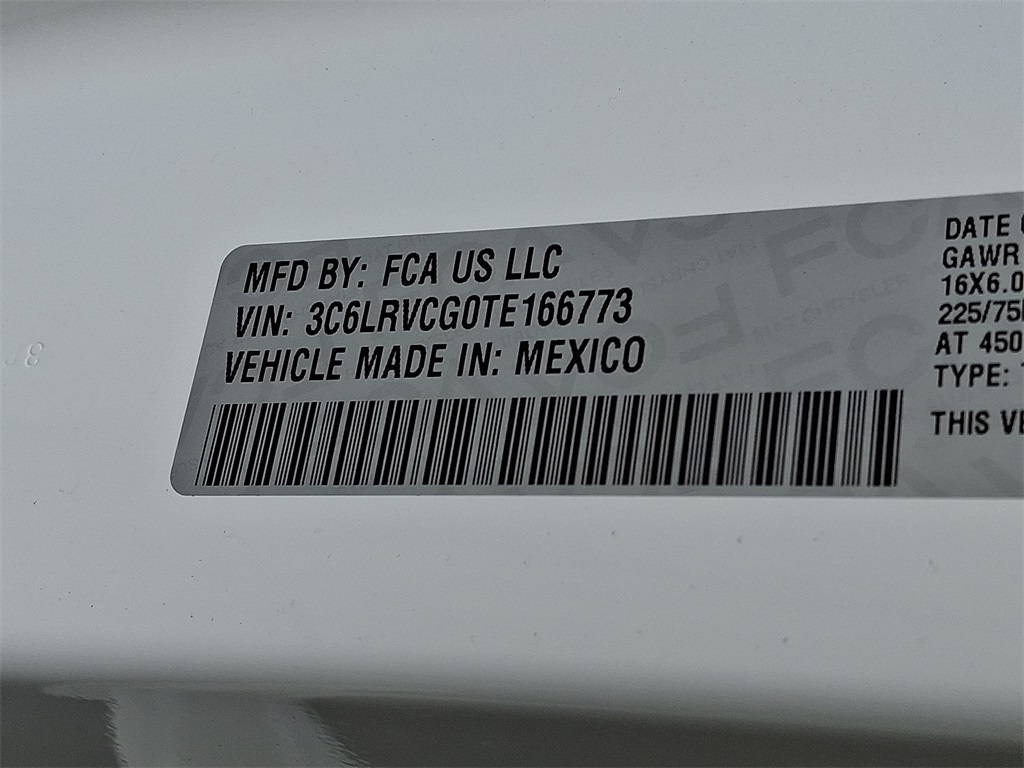 MFD BY: FCA US LLC
VIN: 3C6LRVCG0TE166773
VEHICLE MADE IN: MEXICO
DATE
GAWR
16X6.0
225/75
AT 450
TYPE:
THIS